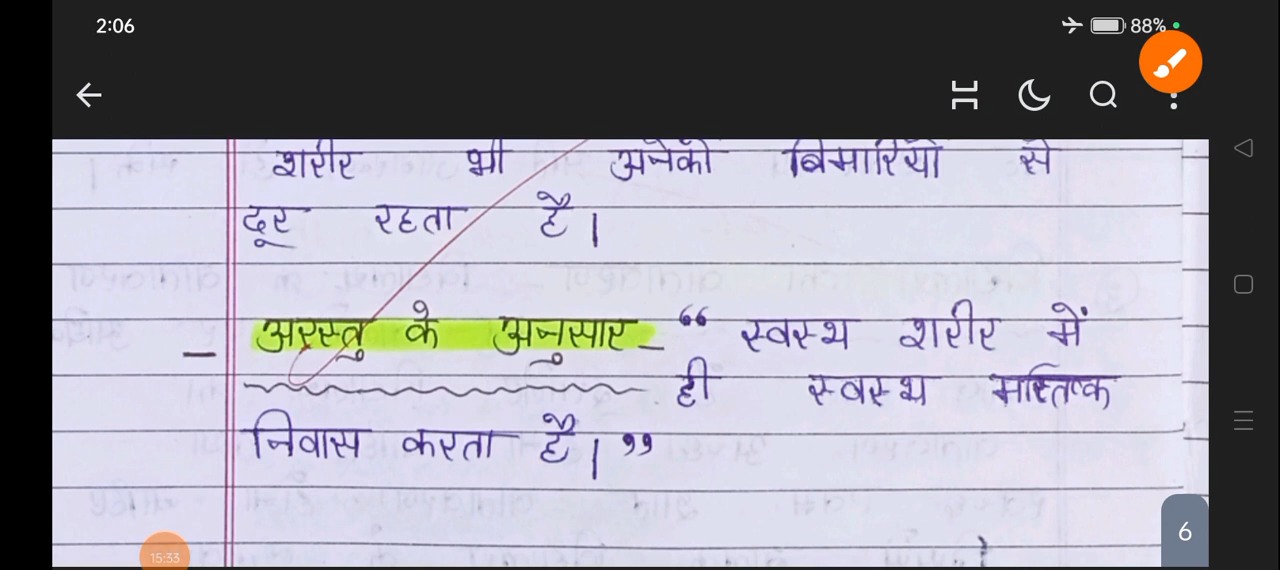 2:06 88%
शरीर भी अनेकों बिमारियों से
दूर रहता है।
– अरस्तु के अनुसार – “ स्वस्थ शरीर में
ही स्वस्थ मस्तिष्क
निवास करता है। ”
6
15:33